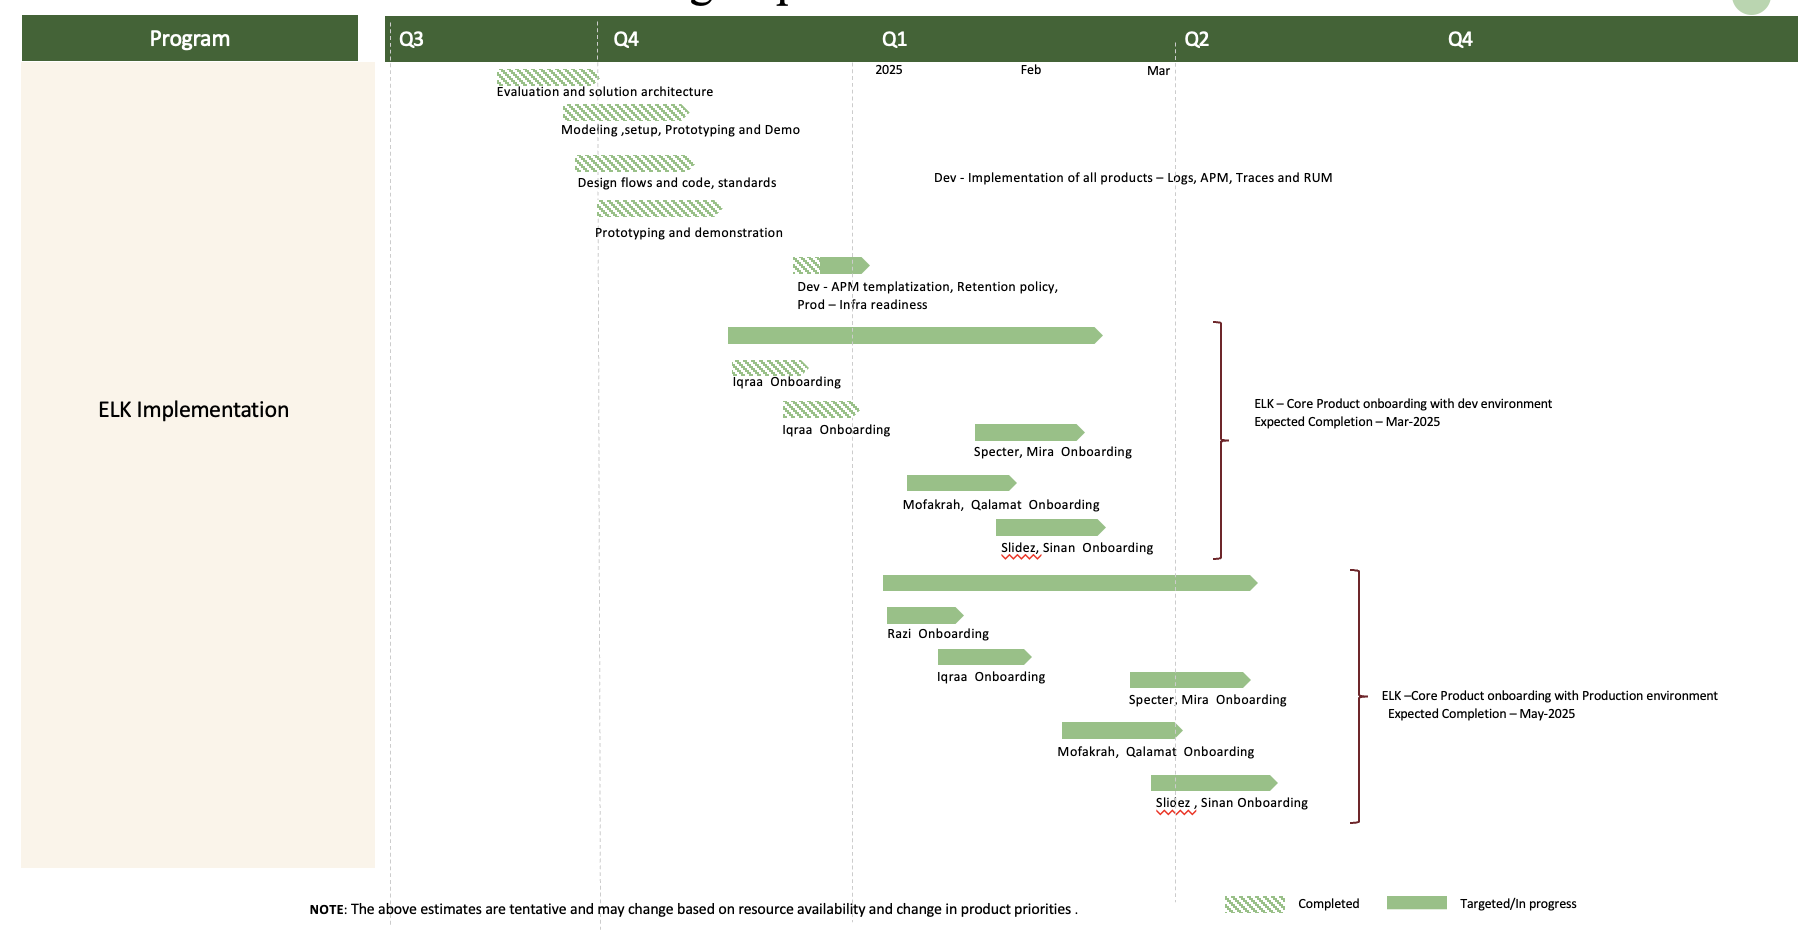 Program
Q3 Q4 Q1 Q2 Q4
2025 Feb Mar
Evaluation and solution architecture
Modeling ,setup, Prototyping and Demo
Dev - Implementation of all products – Logs, APM, Traces and RUM
Design flows and code, standards
Prototyping and demonstration
Dev - APM templatization, Retention policy,
Prod – Infra readiness
Iqraa Onboarding
ELK Implementation
ELK – Core Product onboarding with dev environment
Expected Completion – Mar-2025
Iqraa Onboarding
Specter, Mira Onboarding
Mofakrah, Qalamat Onboarding
Slidez, Sinan Onboarding
Razi Onboarding
Iqraa Onboarding
Specter, Mira Onboarding
ELK –Core Product onboarding with Production environment
Expected Completion – May-2025
Mofakrah, Qalamat Onboarding
Slidez , Sinan Onboarding
NOTE: The above estimates are tentative and may change based on resource availability and change in product priorities .
Completed
Targeted/In progress